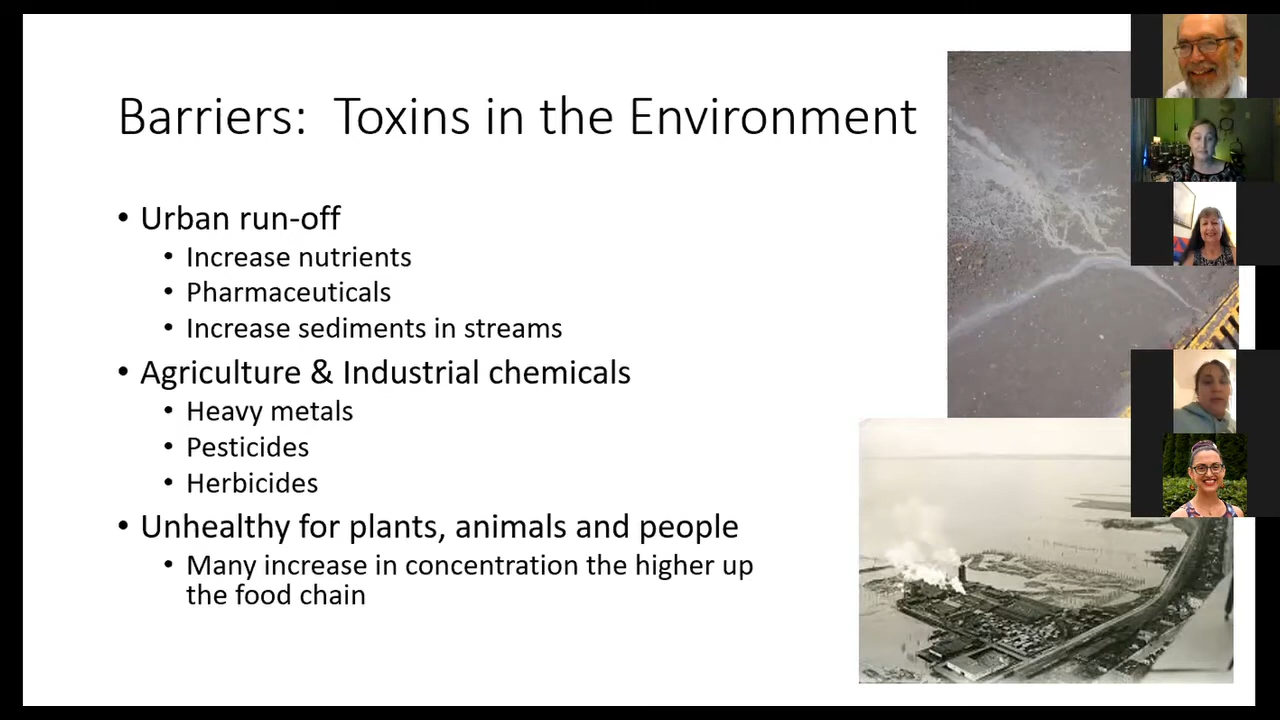 Barriers:  Toxins in the Environment
• Urban run-off
• Increase nutrients
• Pharmaceuticals
• Increase sediments in streams
• Agriculture & Industrial chemicals
• Heavy metals
• Pesticides
• Herbicides
• Unhealthy for plants, animals and people
• Many increase in concentration the higher up
the food chain